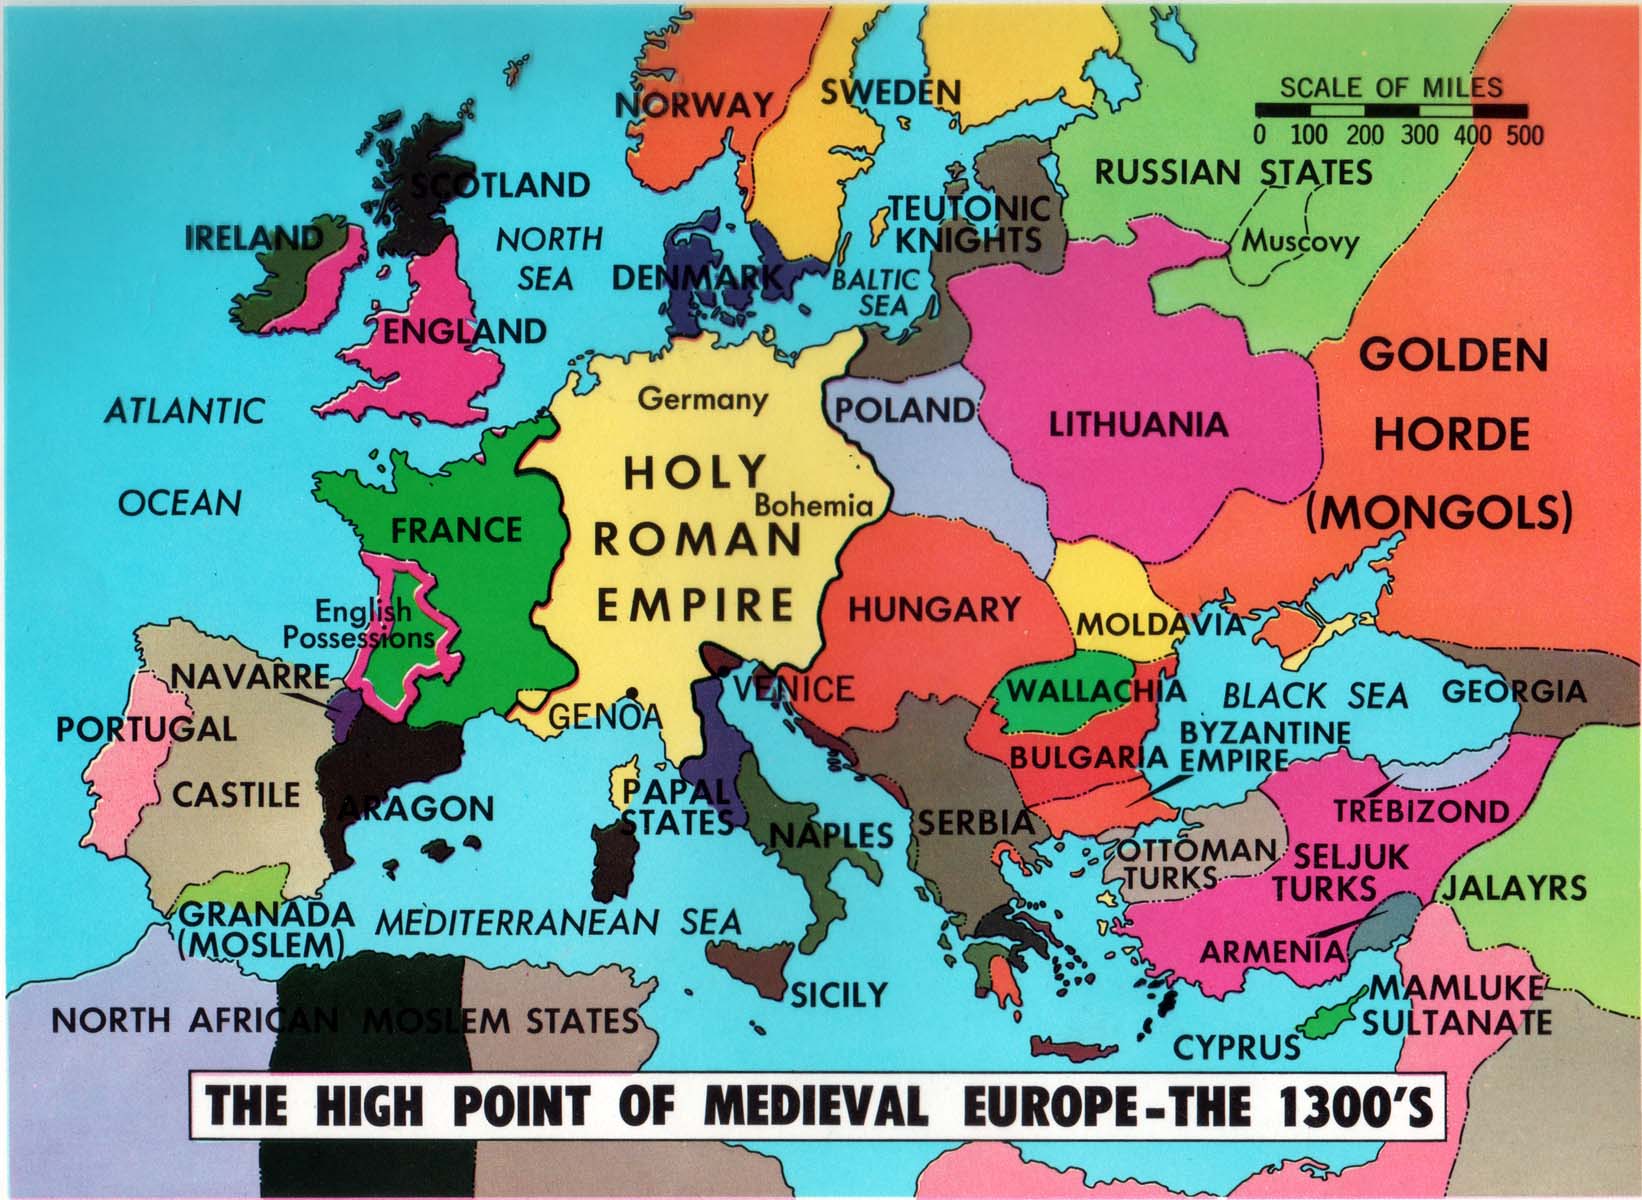 NORWAY
SWEDEN
SCALE OF MILES
0 100 200 300 400 500
SCOTLAND
RUSSIAN STATES
IRELAND
NORTH
SEA
TEUTONIC
KNIGHTS
Muscovy
DENMARK
BALTIC
SEA
ENGLAND
GOLDEN
HORDE
(MONGOLS)
ATLANTIC
OCEAN
Germany
POLAND
LITHUANIA
HOLY
ROMAN
EMPIRE
Bohemia
FRANCE
English
Possessions
HUNGARY
MOLDAVIA
NAVARRE
VENICE
WALLACHIA
BLACK SEA
GEORGIA
PORTUGAL
GENOA
BULGARIA
BYZANTINE
EMPIRE
CASTILE
ARAGON
PAPAL
STATES
NAPLES
SERBIA
TREBIZOND
OTTOMAN
TURKS
SELJUK
TURKS
JALAYRS
GRANADA
(MOSLEM)
MEDITERRANEAN SEA
ARMENIA
SICILY
MAMLUKE
SULTANATE
NORTH AFRICAN MOSLEM STATES
CYPRUS
THE HIGH POINT OF MEDIEVAL EUROPE-THE 1300'S